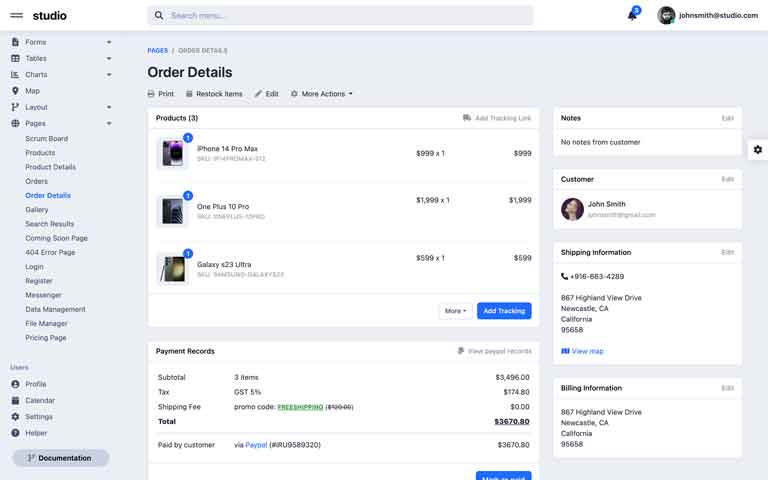 studio
Search menu...
3
johnsmith@studio.com
Forms
Tables
Charts
Map
Layout
Pages
Scrum Board
Products
Product Details
Orders
Order Details
Gallery
Search Results
Coming Soon Page
404 Error Page
Login
Register
Messenger
Data Management
File Manager
Pricing Page
Users
Profile
Calendar
Settings
Helper
Documentation
PAGES / ORDER DETAILS
Order Details
Print Restock Items Edit More Actions
Products (3) Add Tracking Link
1
iPhone 14 Pro Max $999 x 1 $999
SKU: IP14PROMAX-512
1
One Plus 10 Pro $1,999 x 1 $1,999
SKU: ONEPLUS-10PRO
1
Galaxy s23 Ultra $599 x 1 $599
SKU: SAMSUNG-GALAXYS23
More Add Tracking
Payment Records View paypal records
Subtotal 3 items $3,496.00
Tax GST 5% $174.80
Shipping Fee promo code: FREESHIPPING ($120.00) $0.00
Total $3670.80
Paid by customer via Paypal (#IRU9589320) $3670.80
Mark as paid
Notes Edit
No notes from customer
Customer Edit
John Smith
johnsmith@gmail.com
Shipping Information Edit
+916-663-4289
867 Highland View Drive
Newcastle, CA
California
95658
View map
Billing Information Edit
867 Highland View Drive
Newcastle, CA
California
95658